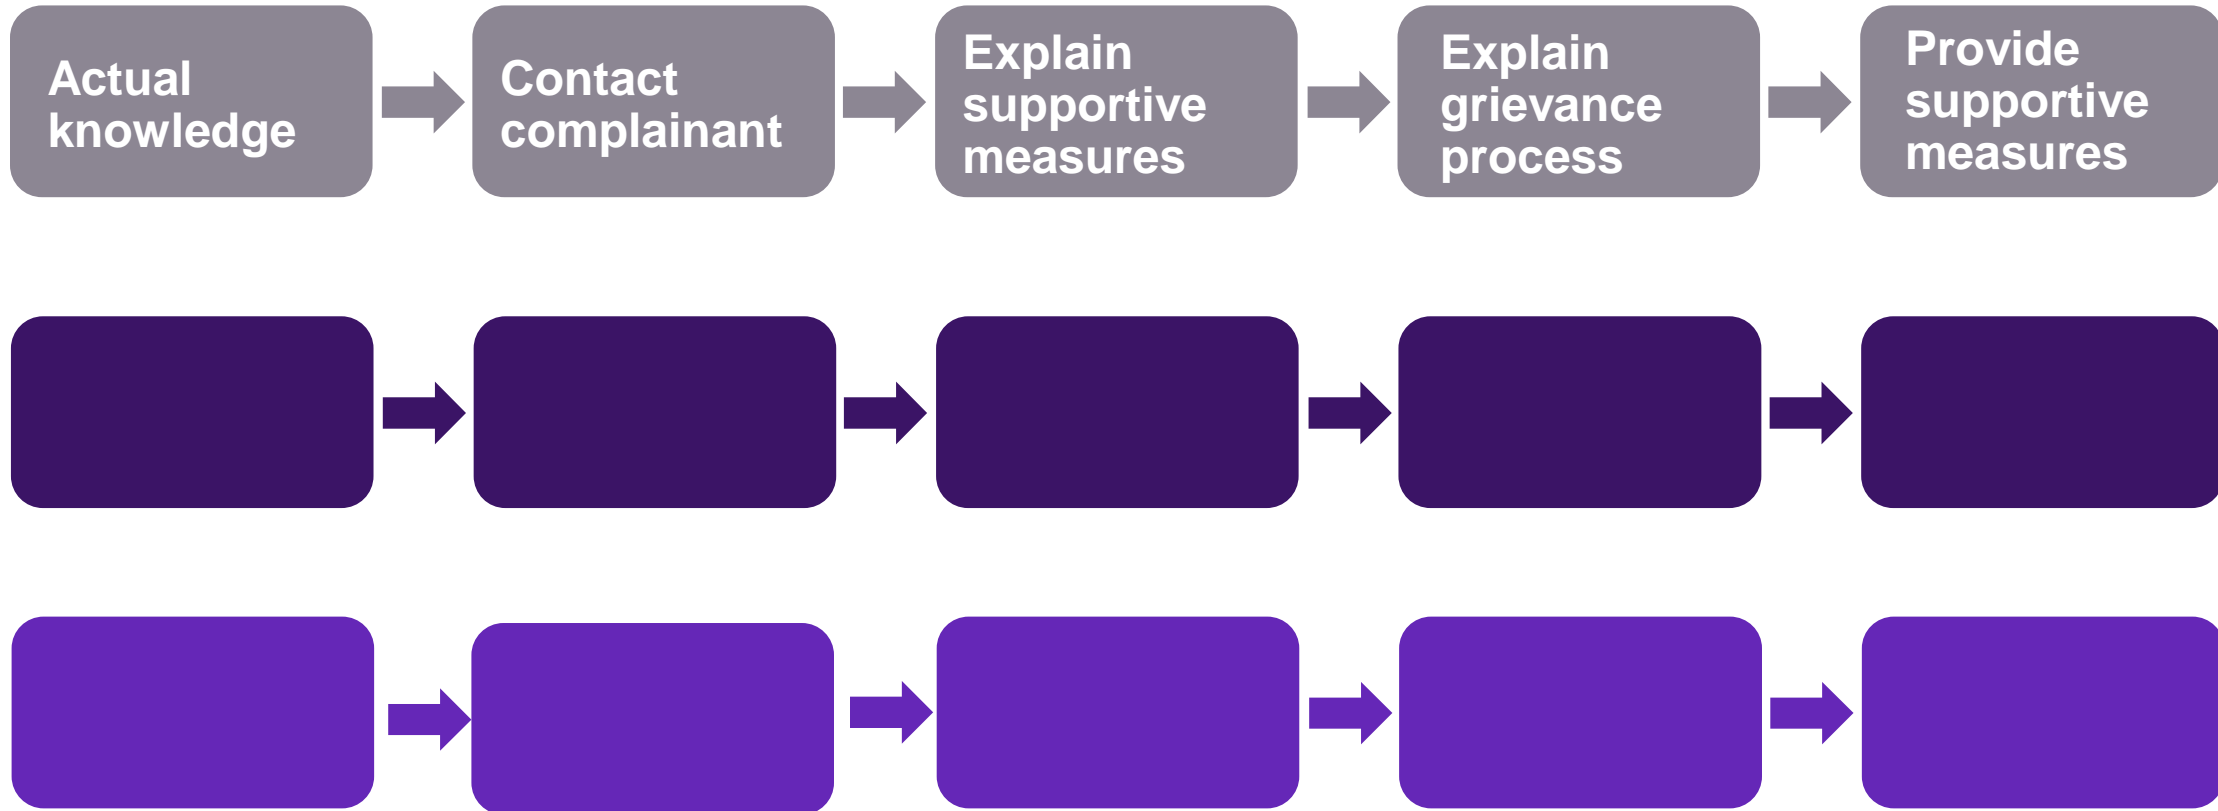 Actual
knowledge
Contact
complainant
Explain
supportive
measures
Explain
grievance
process
Provide
supportive
measures